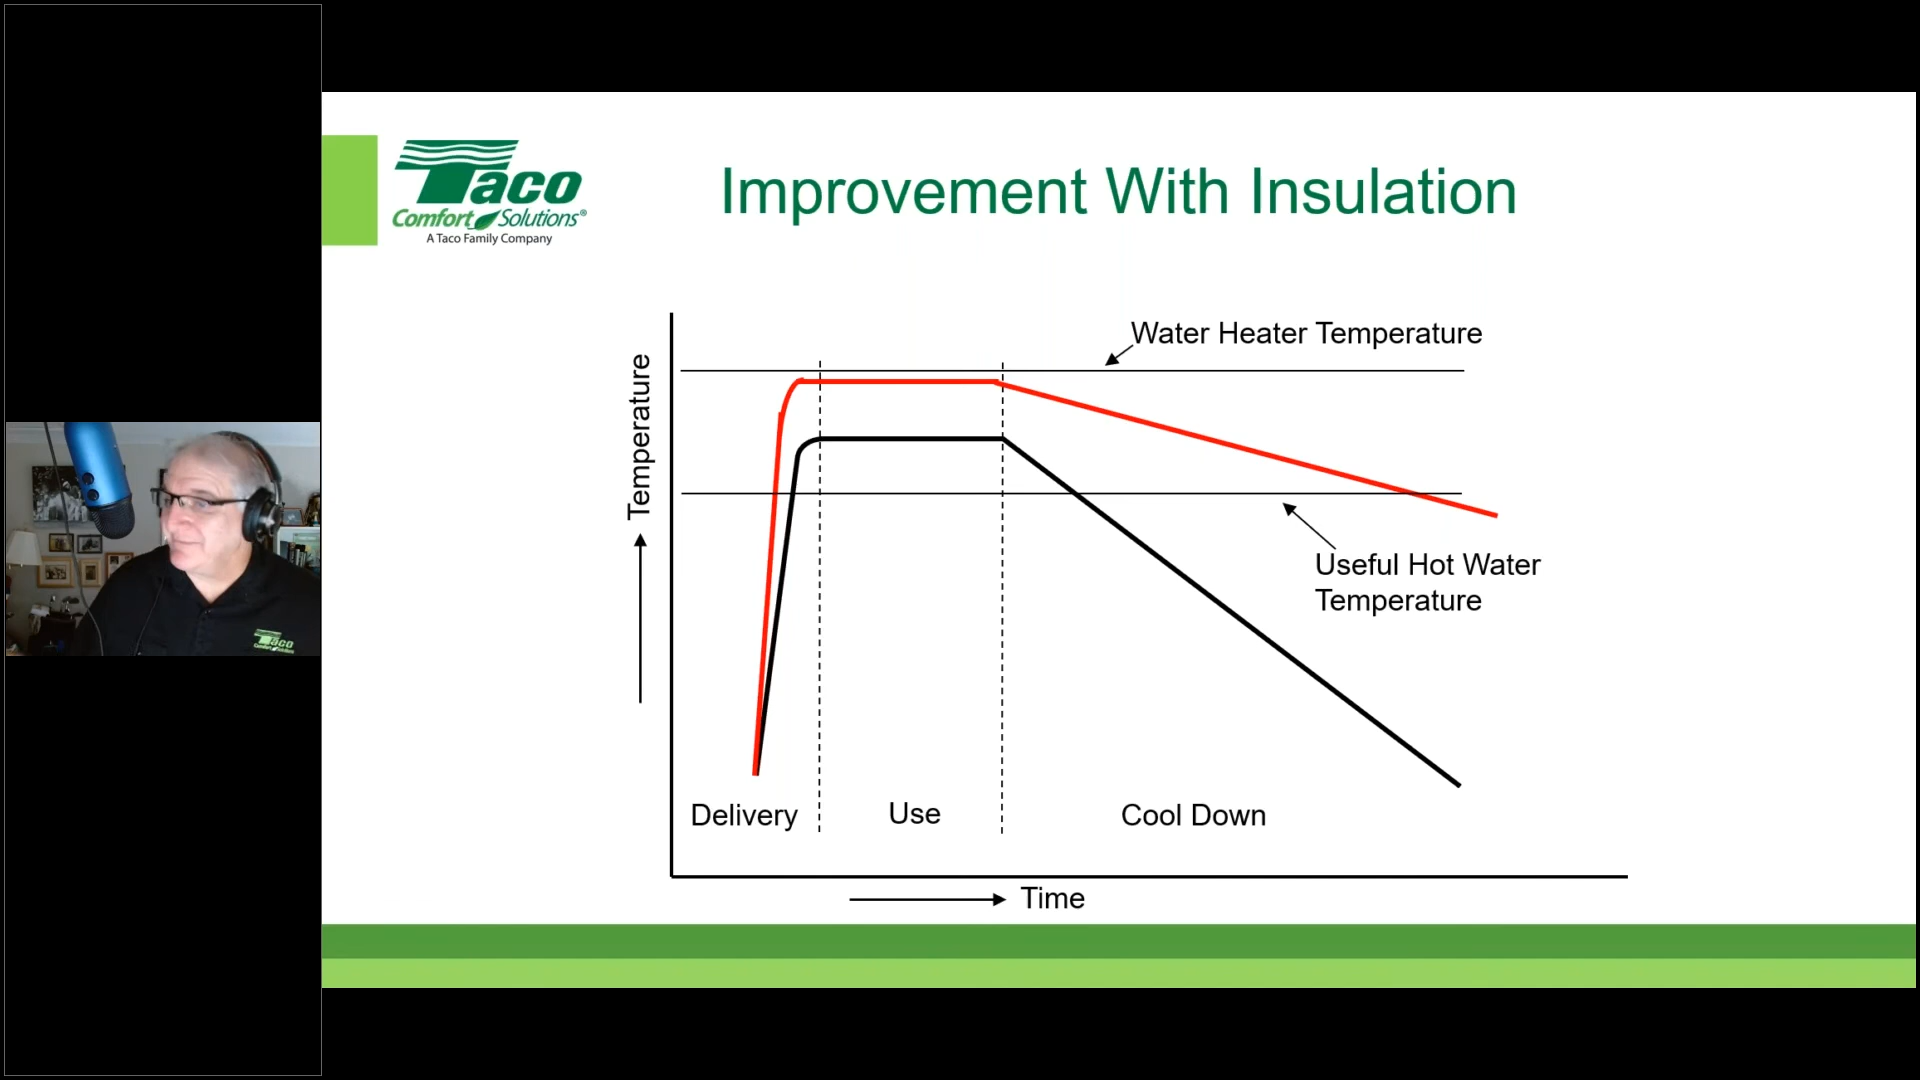 Taco
Comfort Solutions®
A Taco Family Company
Improvement With Insulation
Water Heater Temperature
Temperature
Useful Hot Water
Temperature
Delivery
Use
Cool Down
Time
Taco